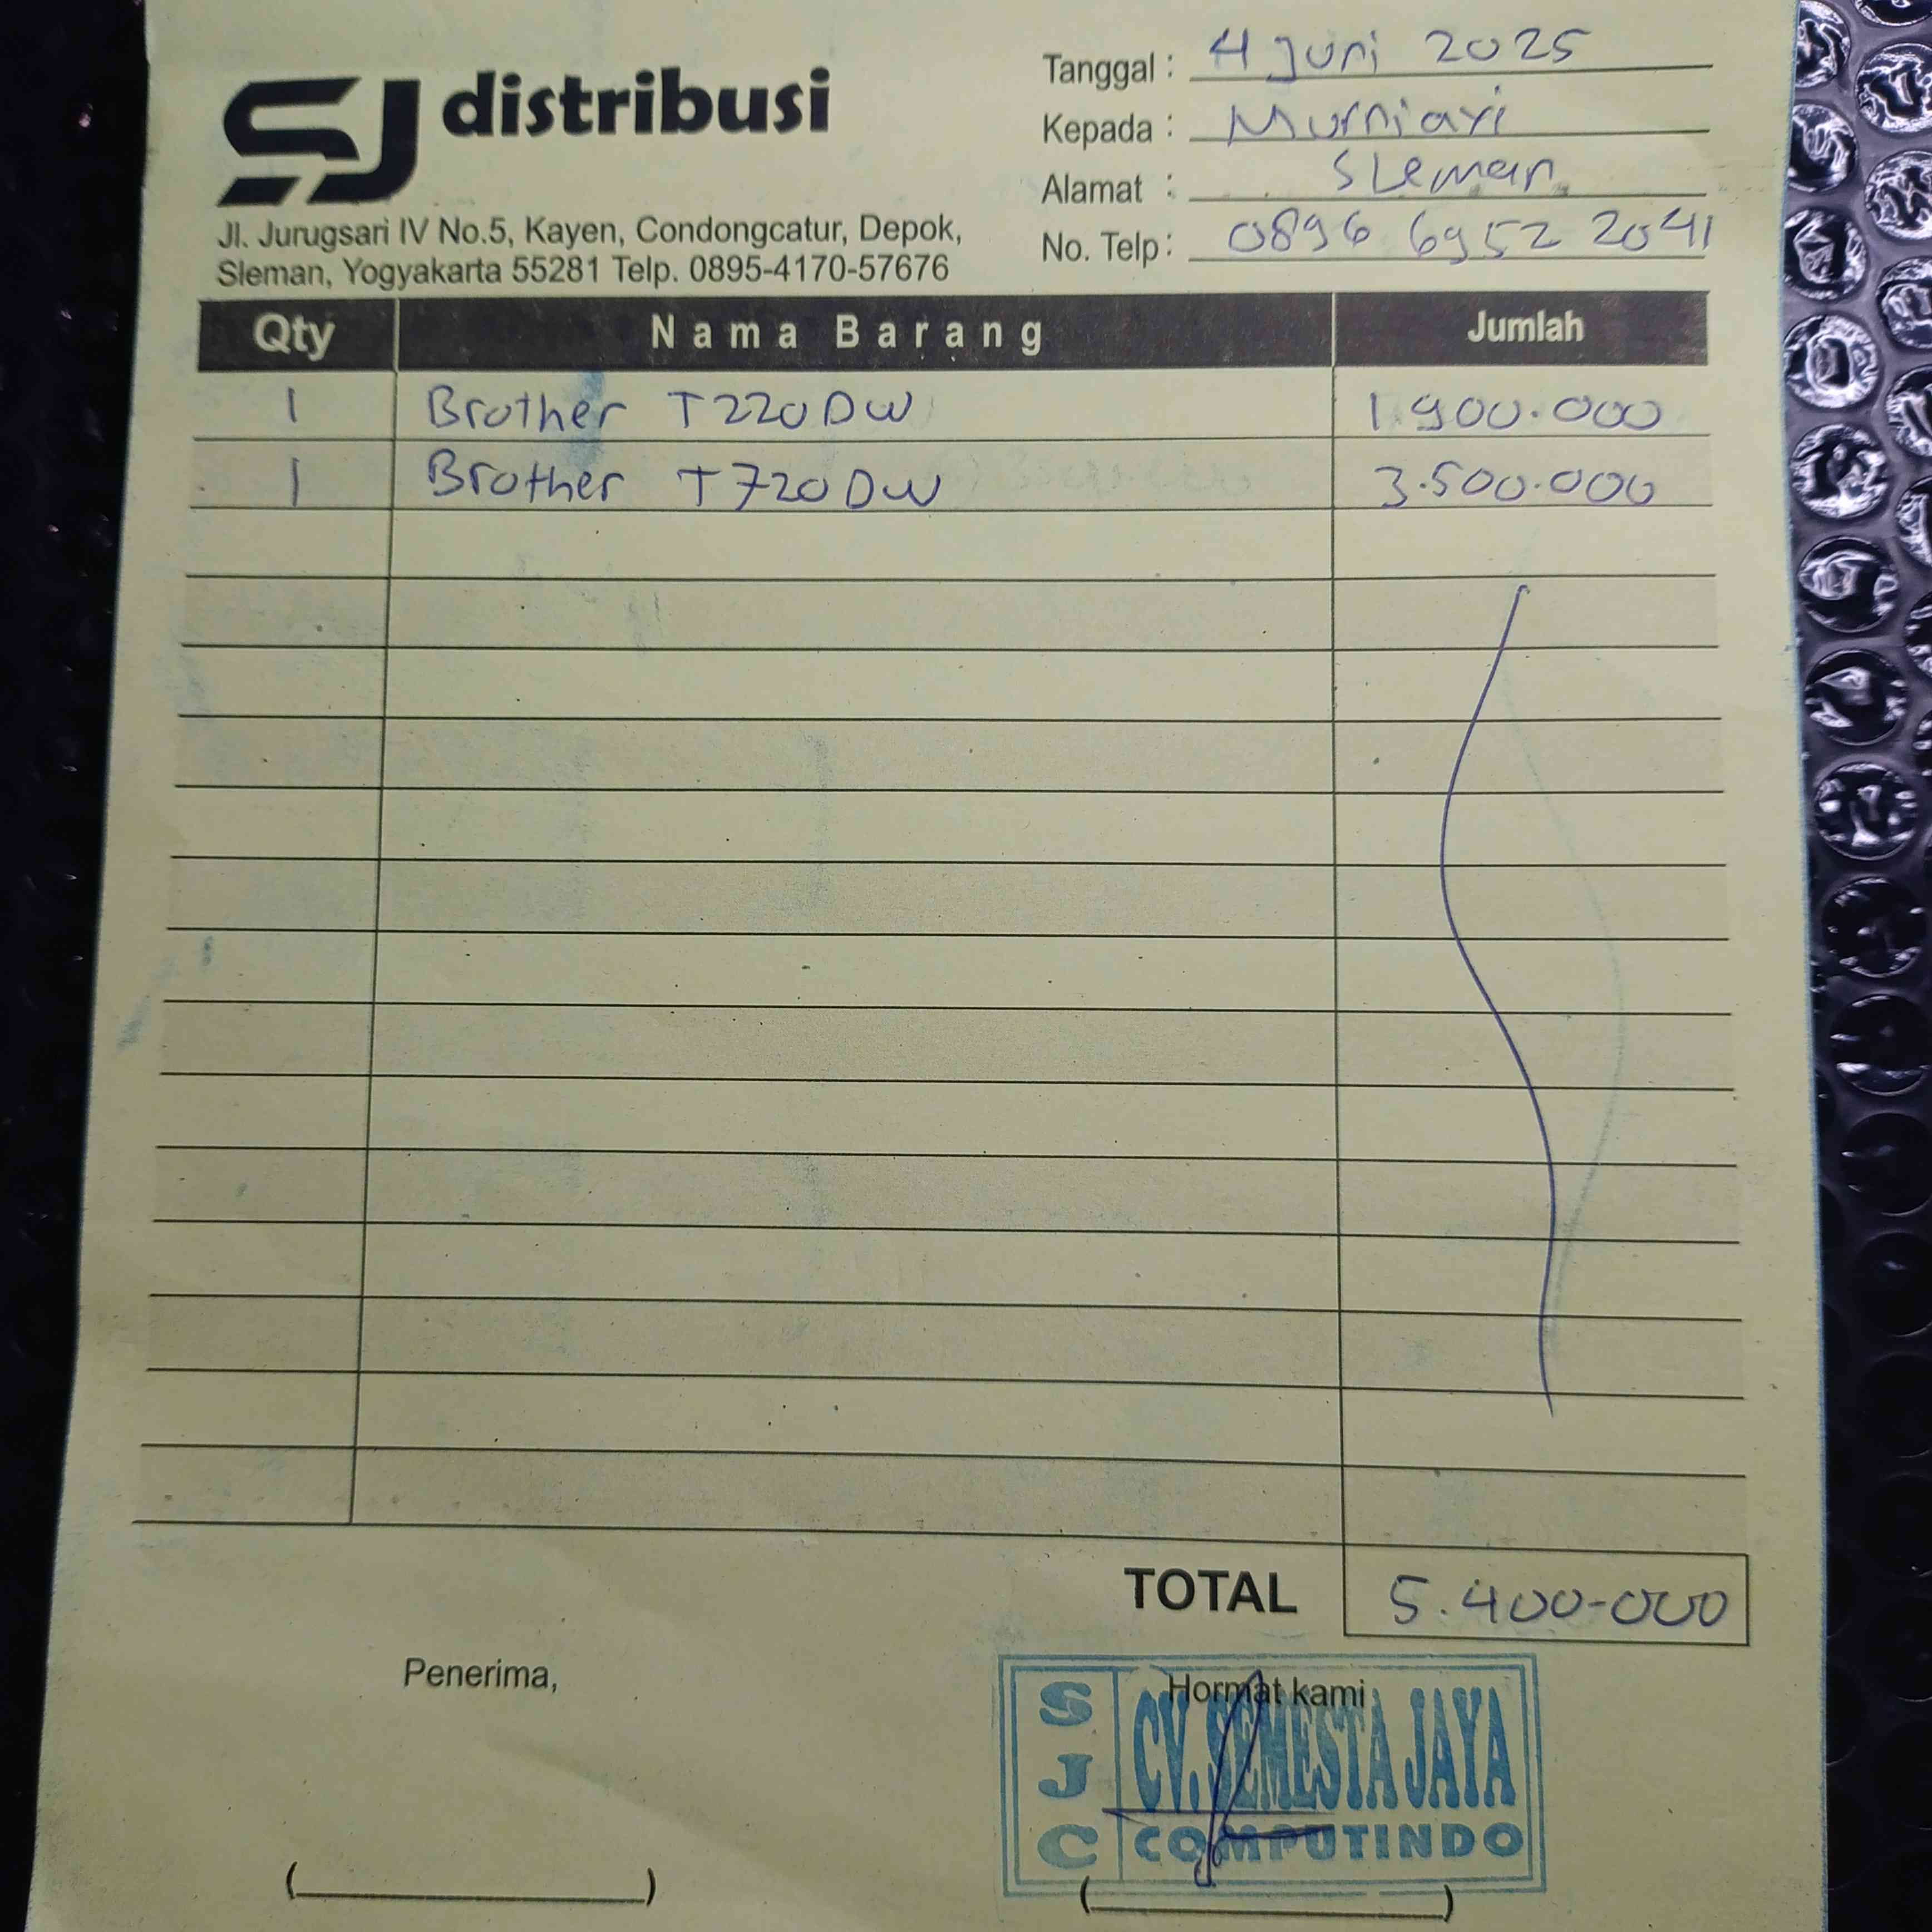 SJ distribusi
Jl. Jurugsari IV No.5, Kayen, Condongcatur, Depok,
Sleman, Yogyakarta 55281 Telp. 0895-4170-57676
Tanggal : 4 Juni 2025
Kepada : Murniari
Alamat : Sleman
No. Telp : 0896 6952 2041
Qty Nama Barang Jumlah
1 Brother T220DW 1.900.000
1 Brother T720DW 3.500.000
TOTAL 5.400-000
Penerima,
Hormat kami
SJC
CV. SEMESTA JAYA
COMPUTINDO